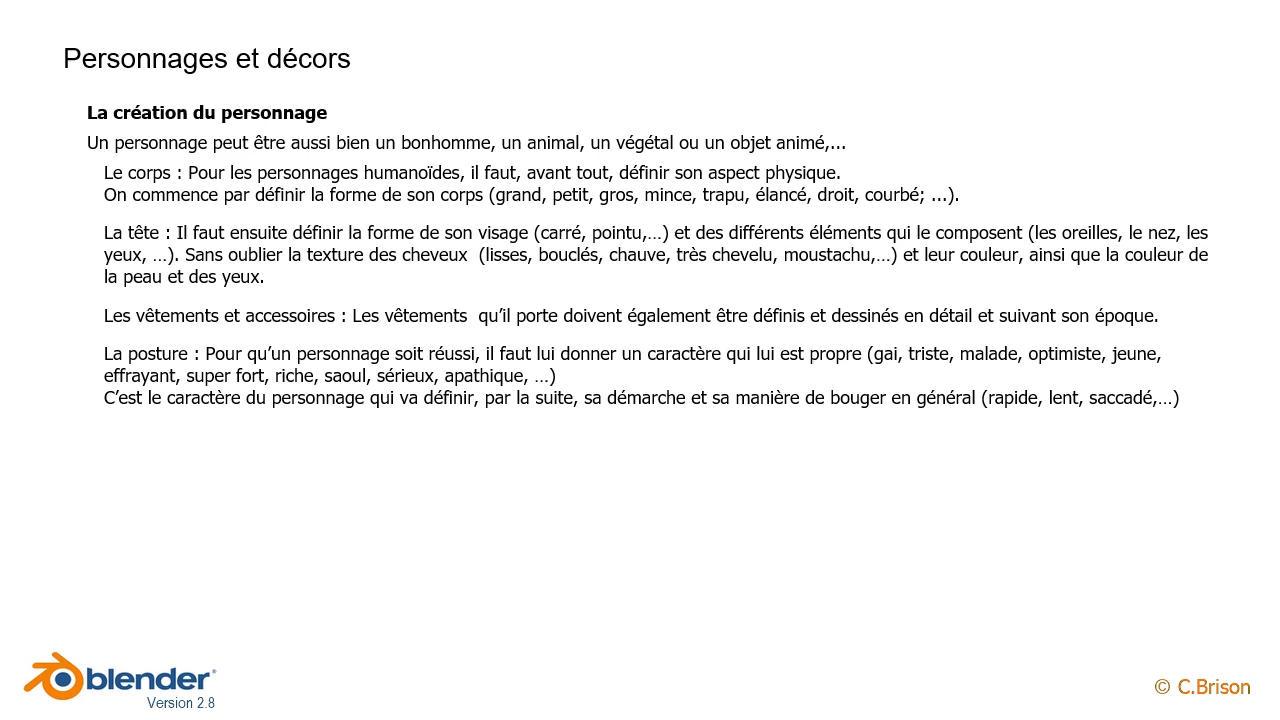 Personnages et décors
La création du personnage
Un personnage peut être aussi bien un bonhomme, un animal, un végétal ou un objet animé,...
Le corps : Pour les personnages humanoïdes, il faut, avant tout, définir son aspect physique.
On commence par définir la forme de son corps (grand, petit, gros, mince, trapu, élancé, droit, courbé; ...).
La tête : Il faut ensuite définir la forme de son visage (carré, pointu,…) et des différents éléments qui le composent (les oreilles, le nez, les
yeux, …). Sans oublier la texture des cheveux  (lisses, bouclés, chauve, très chevelu, moustachu,…) et leur couleur, ainsi que la couleur de
la peau et des yeux.
Les vêtements et accessoires : Les vêtements  qu’il porte doivent également être définis et dessinés en détail et suivant son époque.
La posture : Pour qu’un personnage soit réussi, il faut lui donner un caractère qui lui est propre (gai, triste, malade, optimiste, jeune,
effrayant, super fort, riche, saoul, sérieux, apathique, …)
C’est le caractère du personnage qui va définir, par la suite, sa démarche et sa manière de bouger en général (rapide, lent, saccadé,…)
blender®
Version 2.8
© C.Brison